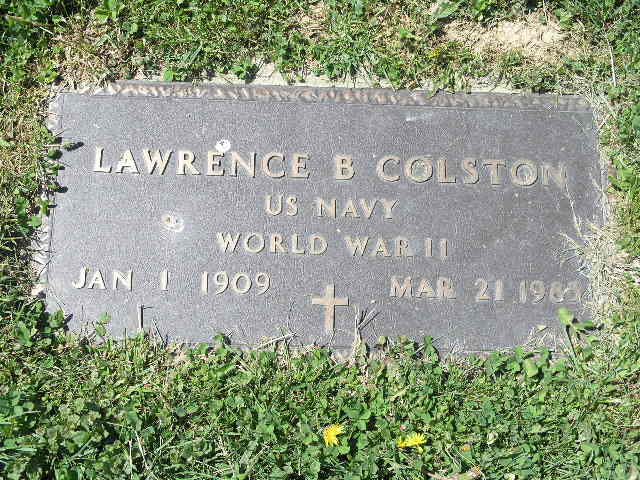 LAWRENCE B COLSTON
US NAVY
WORLD WAR II
JAN 1 1909 MAR 21